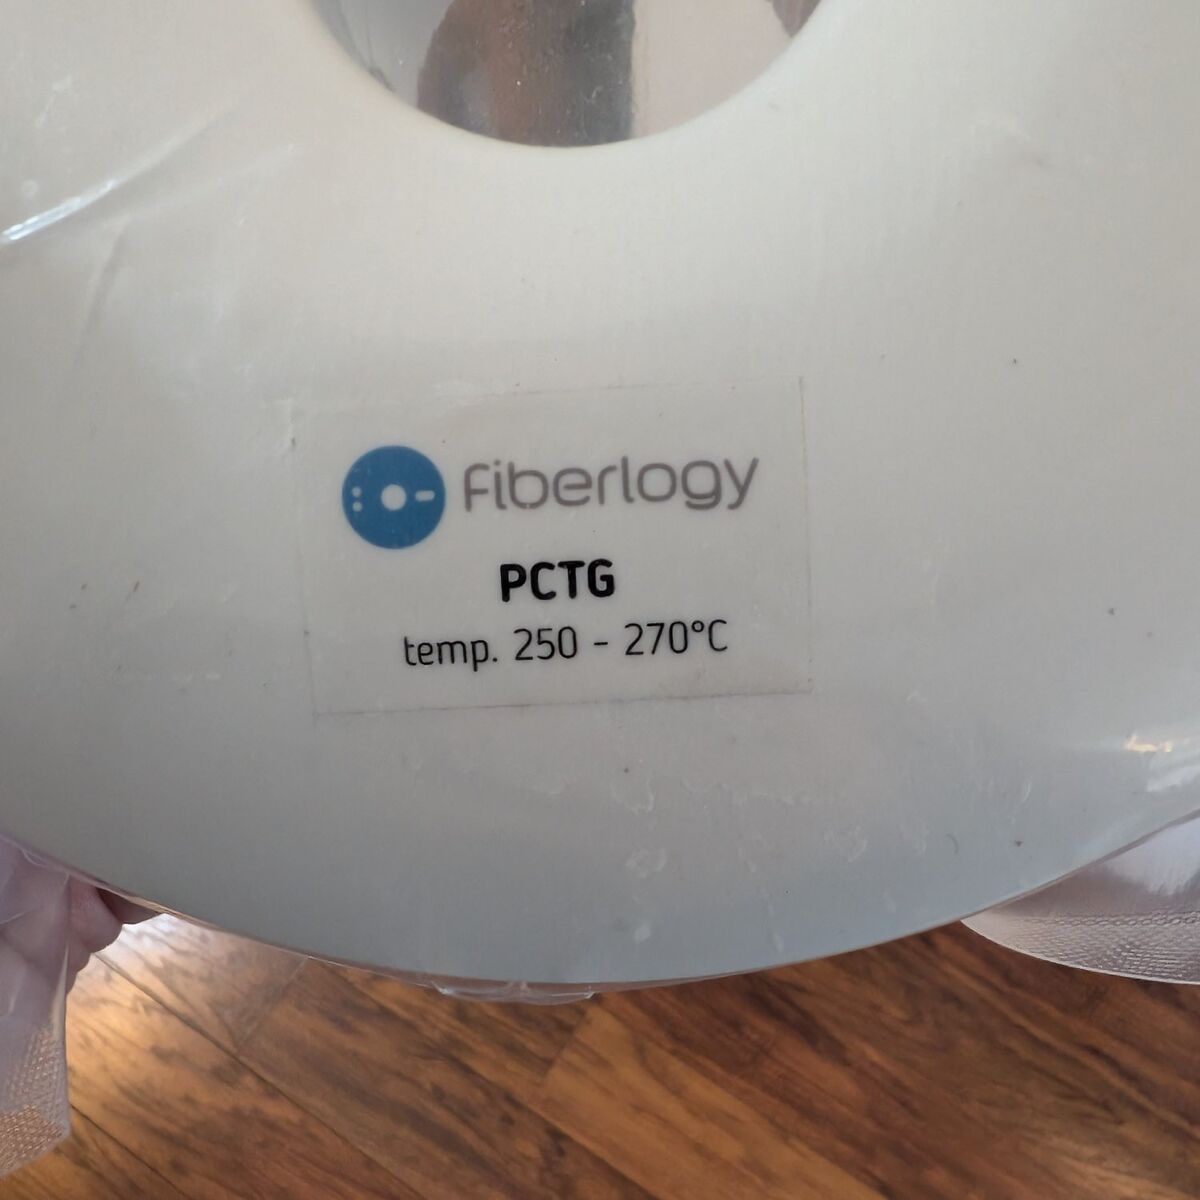 fiberlogy
PCTG
temp. 250 - 270°C